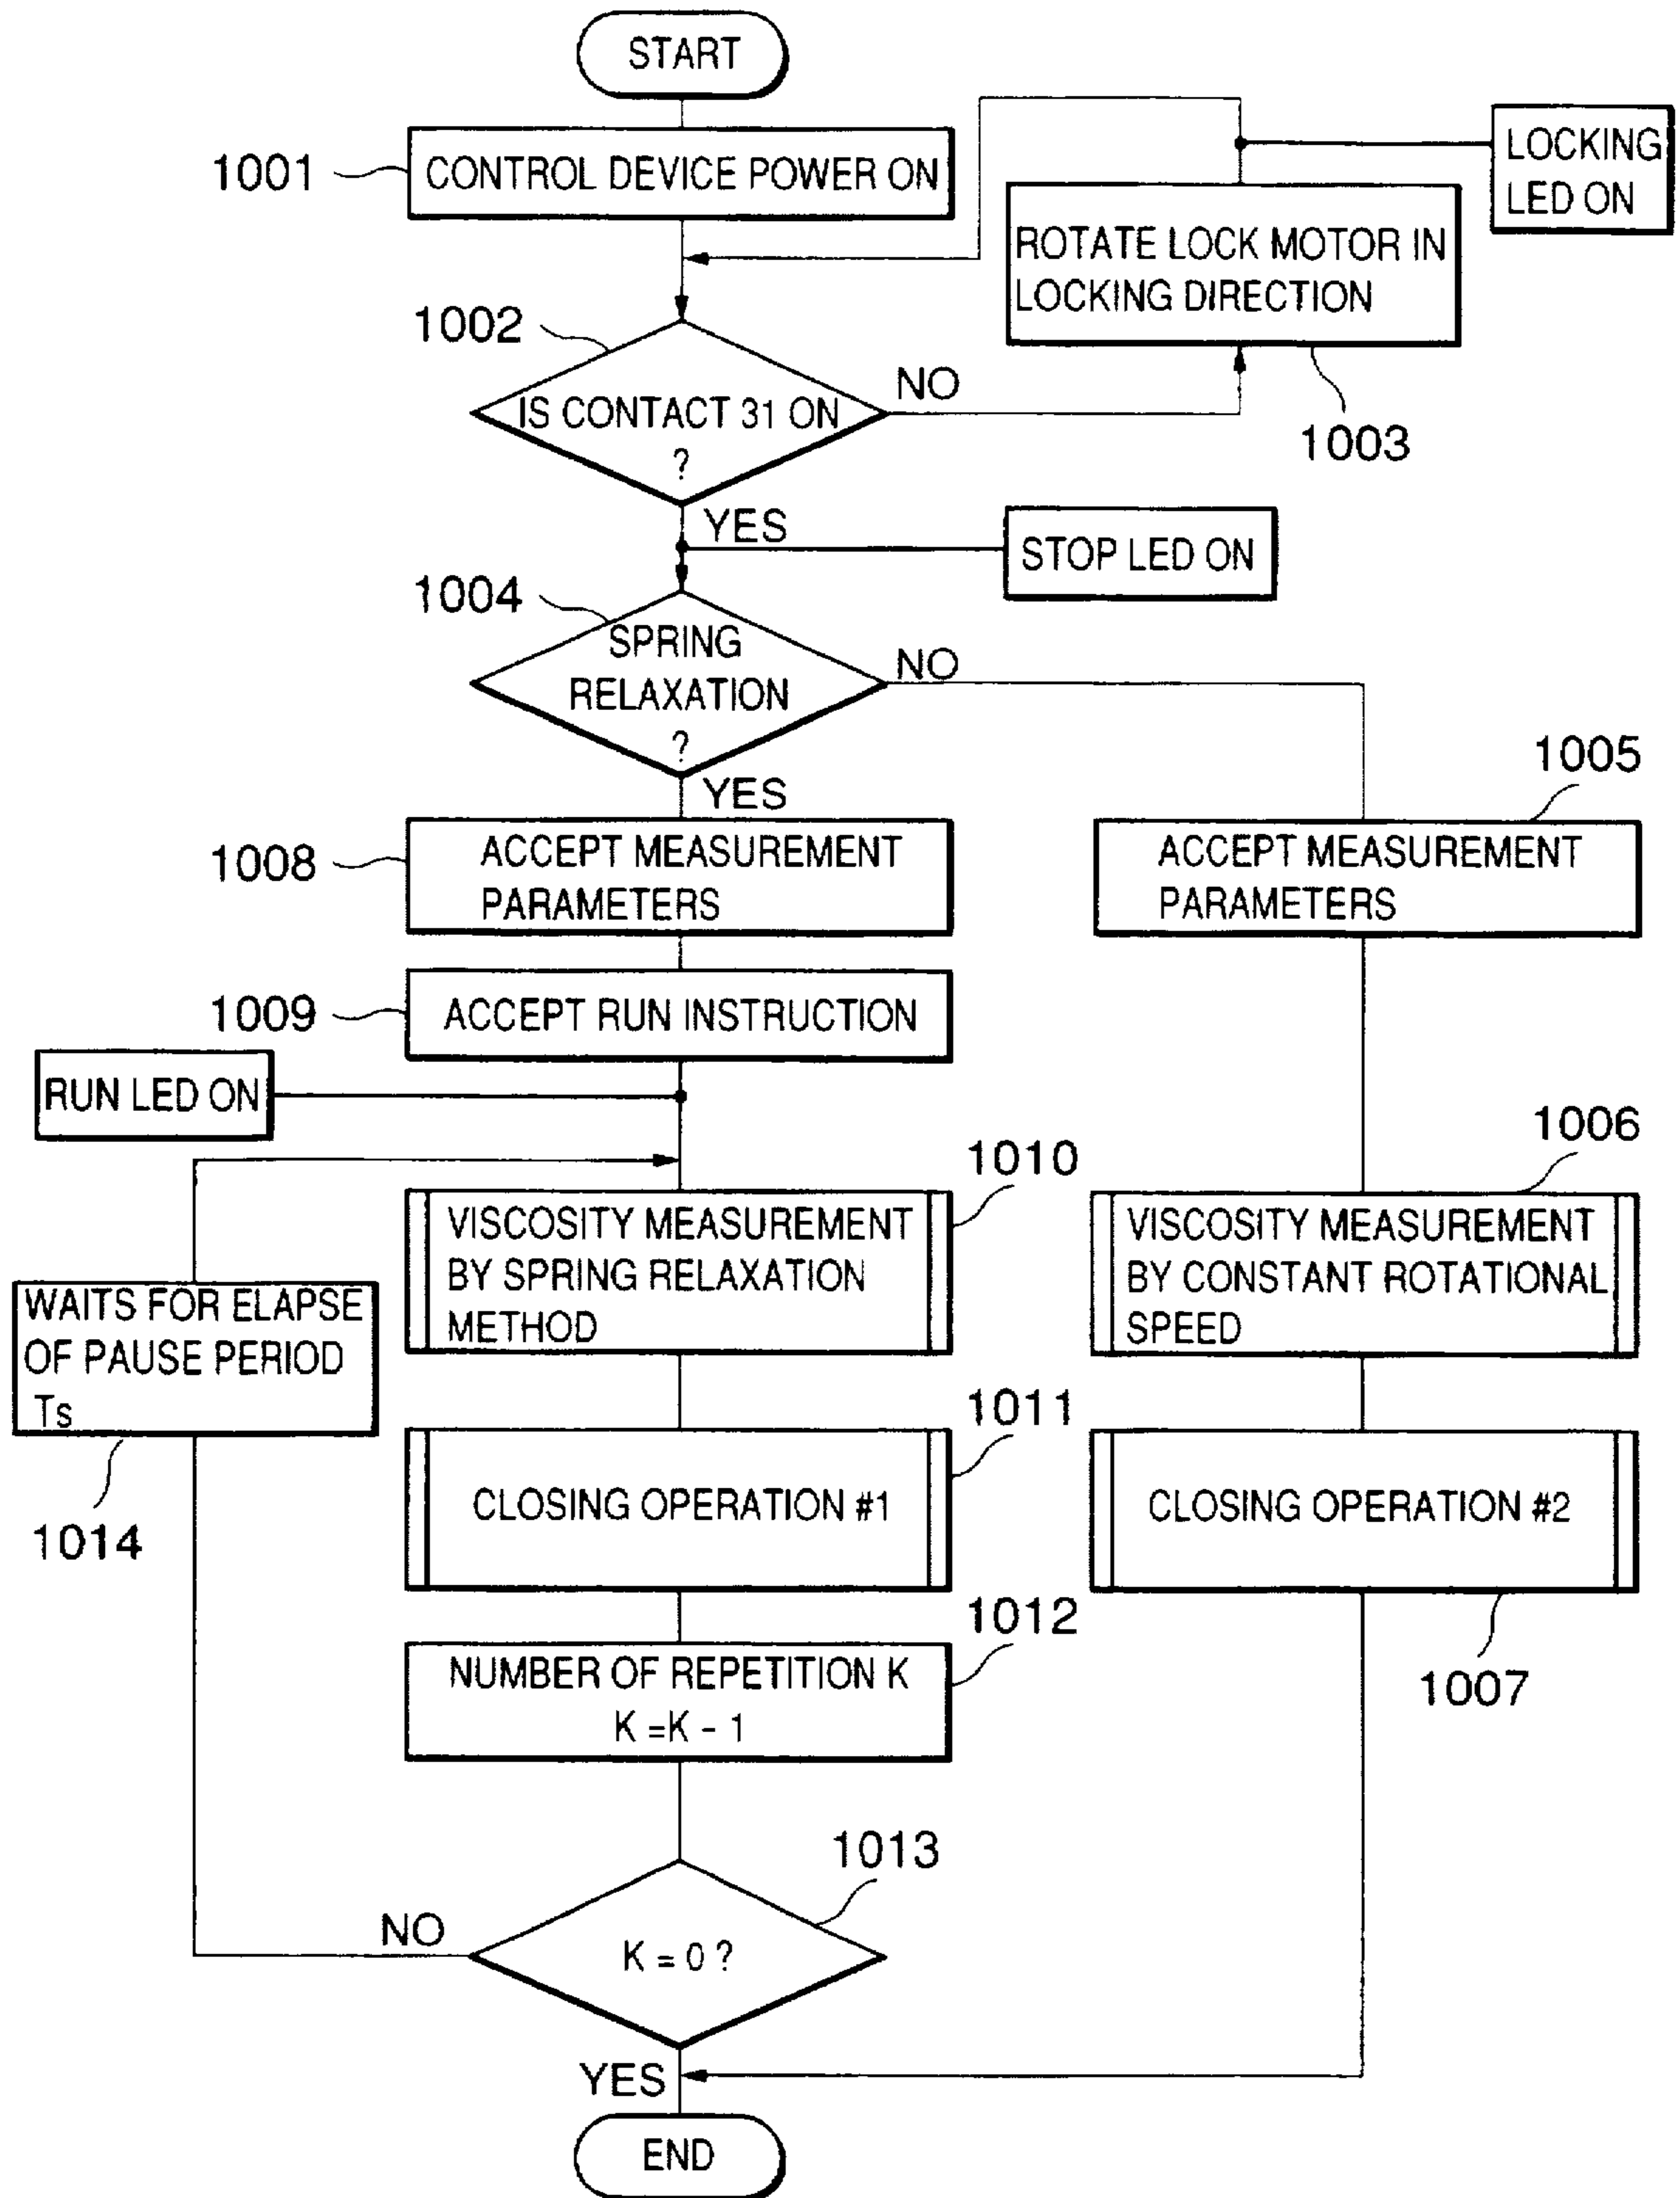 START
1001
CONTROL DEVICE POWER ON
LOCKING
LED ON
ROTATE LOCK MOTOR IN
LOCKING DIRECTION
1003
1002
IS CONTACT 31 ON
?
NO
YES
STOP LED ON
1004
SPRING
RELAXATION
?
NO
YES
1005
ACCEPT MEASUREMENT
PARAMETERS
1008
ACCEPT MEASUREMENT
PARAMETERS
1009
ACCEPT RUN INSTRUCTION
RUN LED ON
1010
VISCOSITY MEASUREMENT
BY SPRING RELAXATION
METHOD
1006
VISCOSITY MEASUREMENT
BY CONSTANT ROTATIONAL
SPEED
WAITS FOR ELAPSE
OF PAUSE PERIOD
Ts
1014
1011
CLOSING OPERATION #1
CLOSING OPERATION #2
1007
1012
NUMBER OF REPETITION K
K =K - 1
1013
K = 0 ?
NO
YES
END